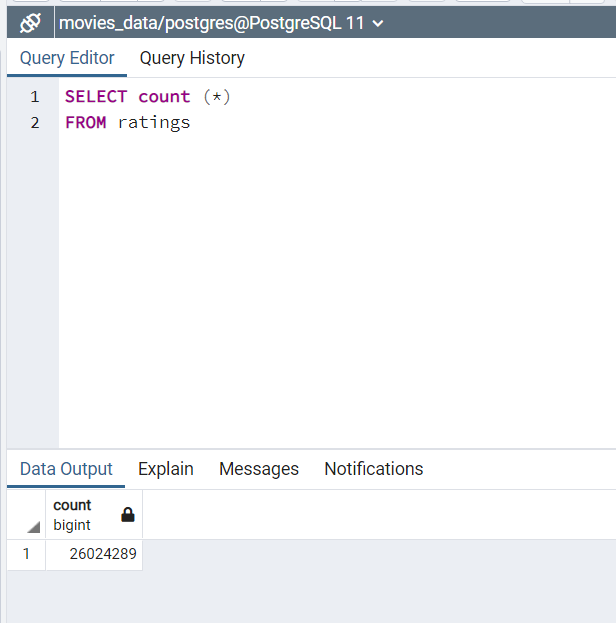 movies_data/postgres@PostgreSQL 11
Query Editor Query History
1 SELECT count (*)
2 FROM ratings
Data Output Explain Messages Notifications
count
bigint
1 26024289